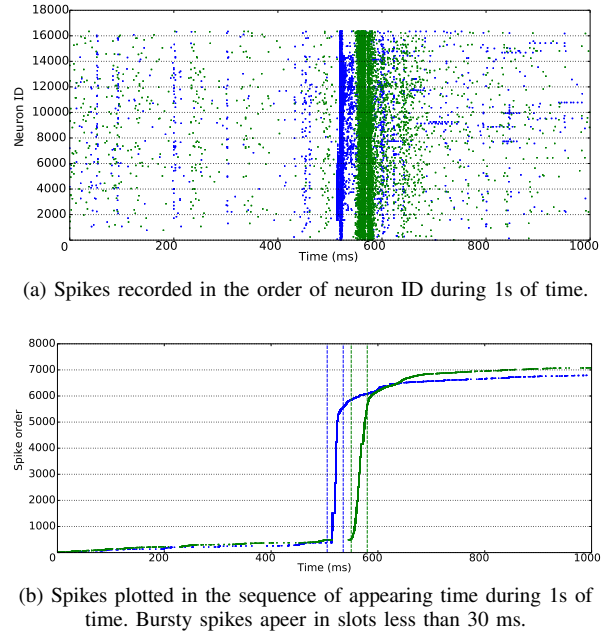 18000
16000
14000
12000
10000
8000
6000
4000
2000
Neuron ID
0 200 400 600 800 1000
Time (ms)
(a) Spikes recorded in the order of neuron ID during 1s of time.
8000
7000
6000
5000
4000
3000
2000
1000
Spike order
0 200 400 600 800 1000
Time (ms)
(b) Spikes plotted in the sequence of appearing time during 1s of
time. Bursty spikes apeer in slots less than 30 ms.